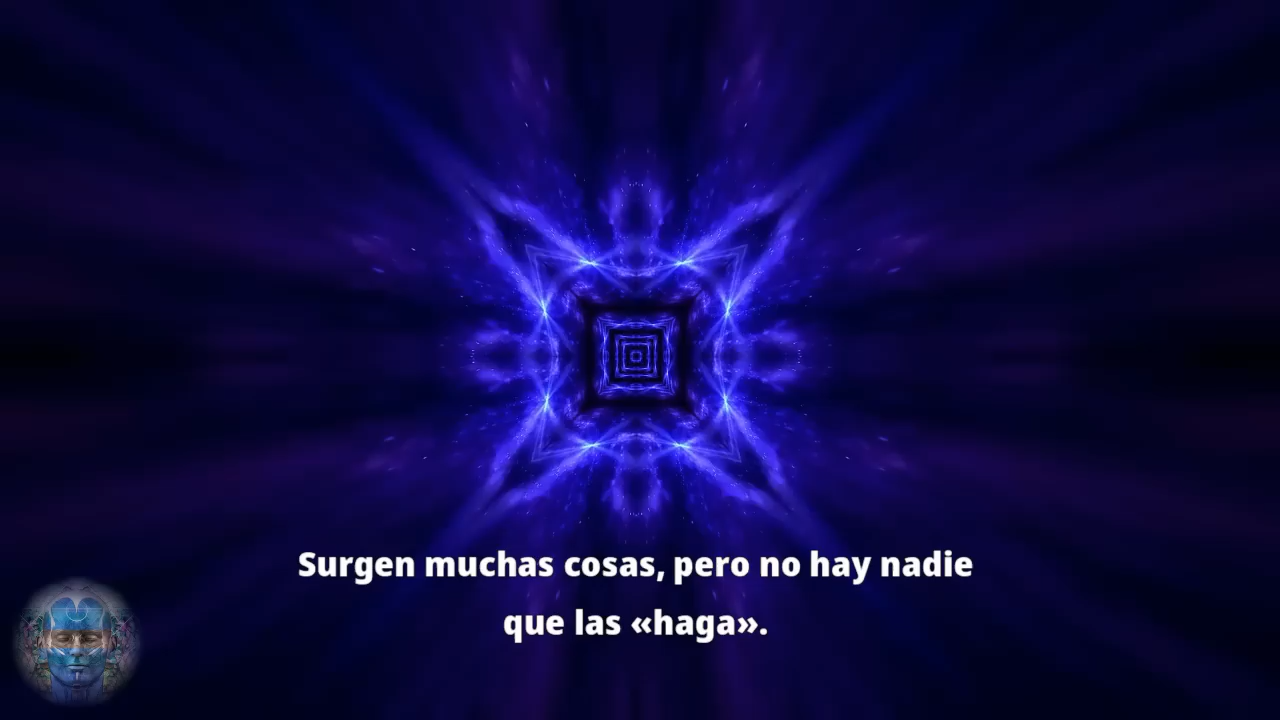 Surgen muchas cosas, pero no hay nadie
que las «haga».